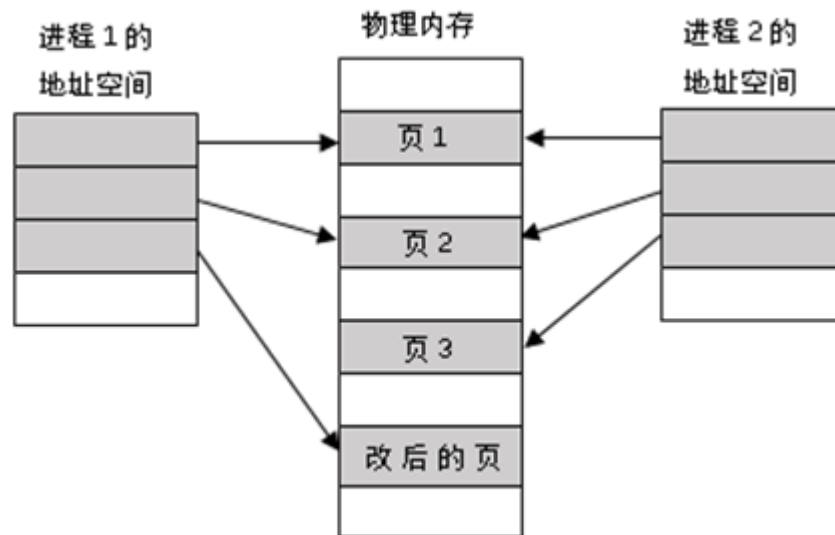 进程 1 的
地址空间
物理内存
进程 2 的
地址空间
页 1
页 2
页 3
改 后 的 页